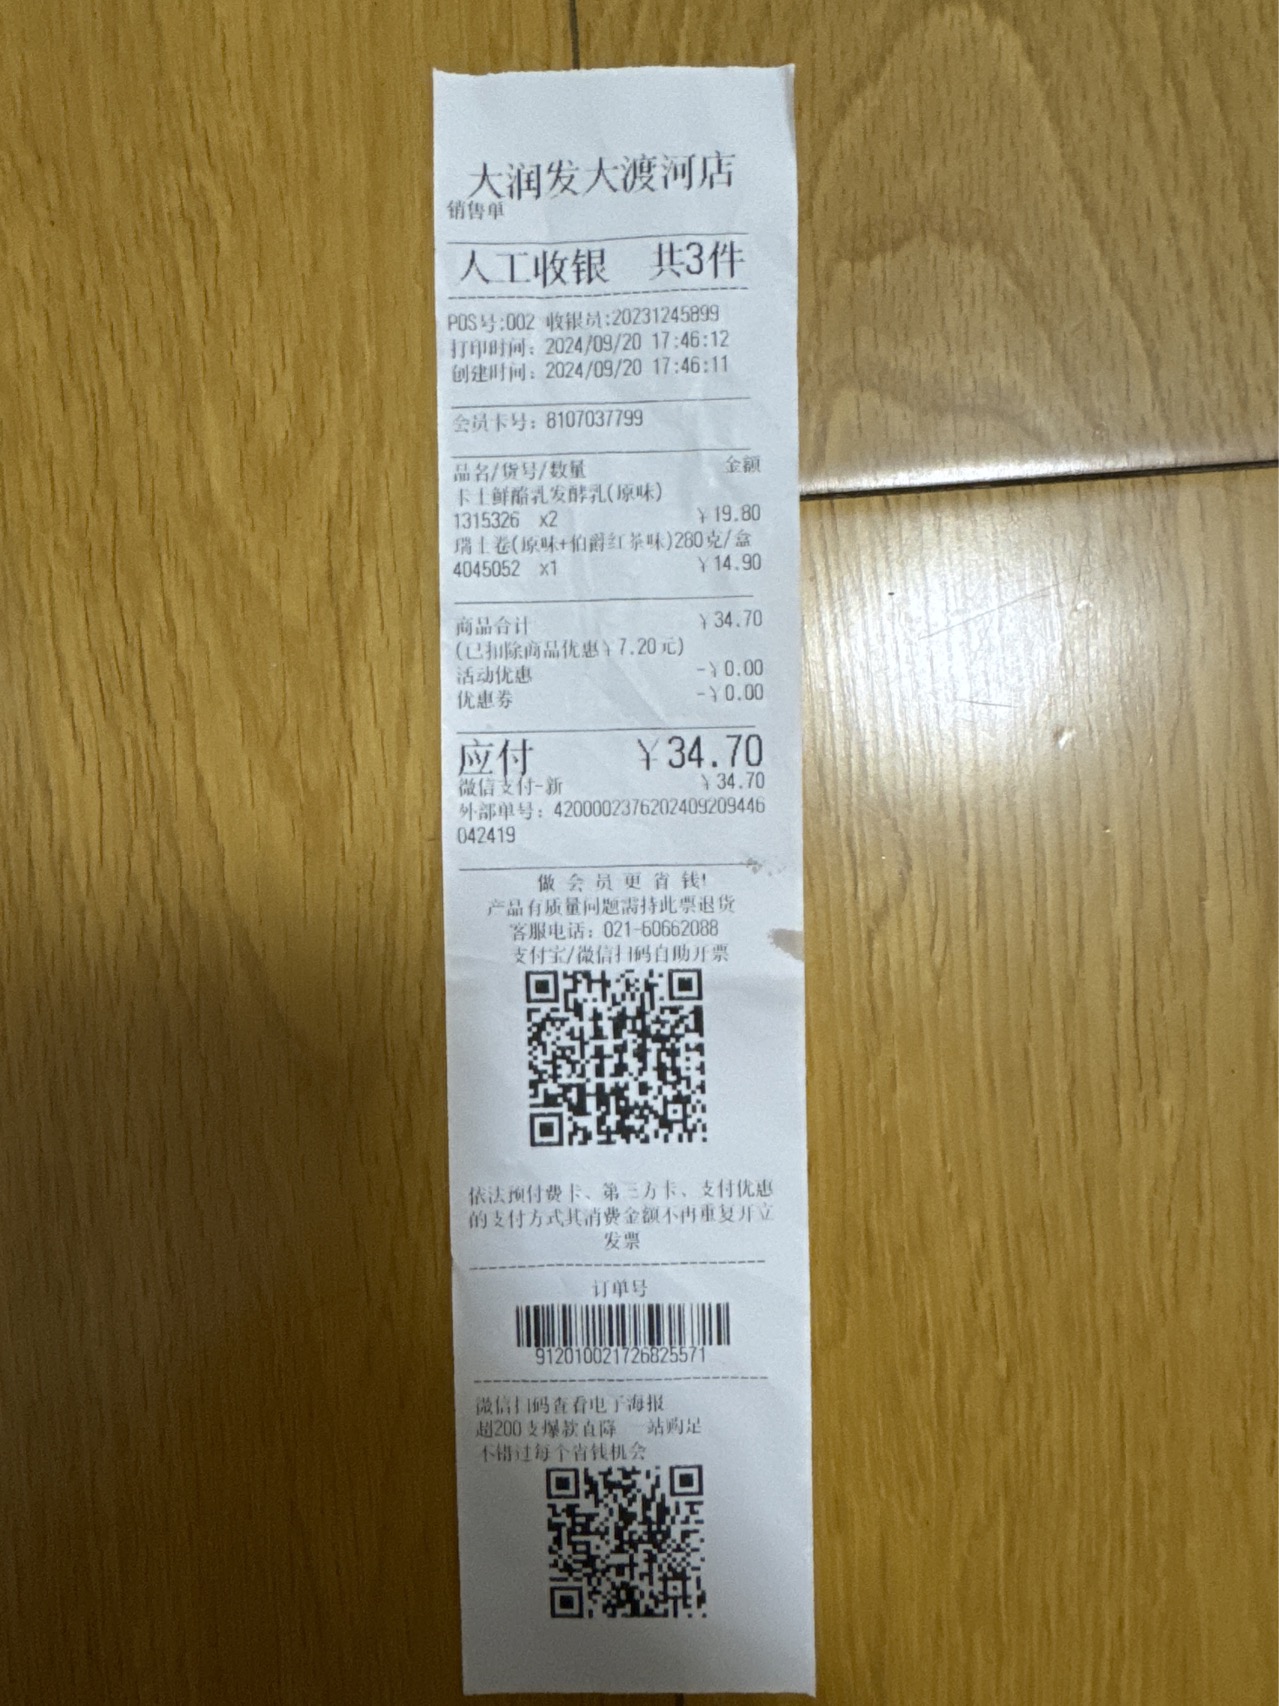 大润发大渡河店
销售单
人工收银 共3件
POS号:002 收银员:20231245899
打印时间：2024/09/20 17:46:12
创建时间：2024/09/20 17:46:11
会员卡号：8107037799
品名/货号/数量 金额
卡士鲜酪乳发酵乳(原味)
1315326 x2 ¥19.80
瑞士卷(原味+伯爵红茶味)280克/盒
4045052 x1 ¥14.90
商品合计 ¥34.70
(已扣除商品优惠¥7.20元)
活动优惠 -¥0.00
优惠券 -¥0.00
应付 ¥34.70
微信支付-新 ¥34.70
外部单号：4200002376202409209446
042419
做会员更省钱!
产品有质量问题需持此票退货
客服电话：021-60662088
支付宝/微信扫码自助开票
依法预付费卡、第三方卡、支付优惠
的支付方式其消费金额不再重复开立
发票
订单号
912010021726825571
微信扫码查看电子海报
超200支爆款直降 一站购足
不错过每个省钱机会